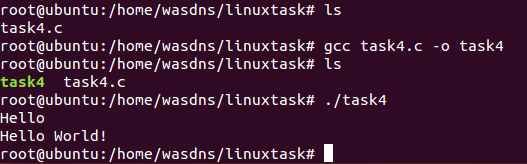 root@ubuntu:/home/wasdns/linuxtask# ls
task4.c
root@ubuntu:/home/wasdns/linuxtask# gcc task4.c -o task4
root@ubuntu:/home/wasdns/linuxtask# ls
task4  task4.c
root@ubuntu:/home/wasdns/linuxtask# ./task4
Hello
Hello World!
root@ubuntu:/home/wasdns/linuxtask#